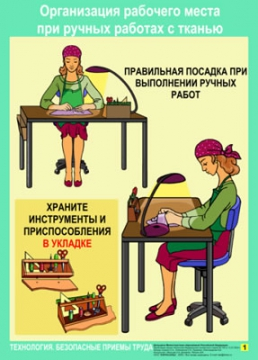 Организация рабочего места
при ручных работах с тканью
ПРАВИЛЬНАЯ ПОСАДКА ПРИ
ВЫПОЛНЕНИИ РУЧНЫХ
РАБОТ
ХРАНИТЕ
ИНСТРУМЕНТЫ И
ПРИСПОСОБЛЕНИЯ
В УКЛАДКЕ
ТЕХНОЛОГИЯ. БЕЗОПАСНЫЕ ПРИЕМЫ ТРУДА
1